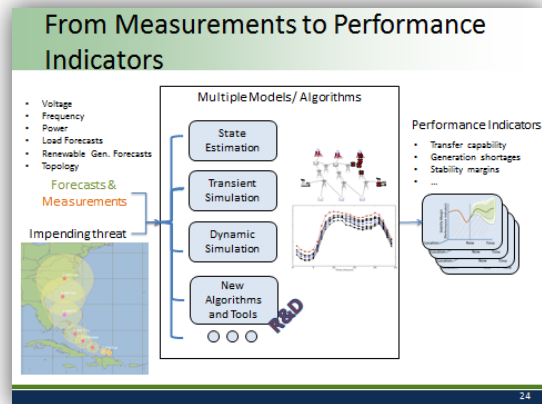 From Measurements to Performance
Indicators
• Voltage
• Frequency
• Power
• Load Forecasts
• Renewable Gen. Forecasts
• Topology
Forecasts &
Measurements
Impending threat
Multiple Models/ Algorithms
State
Estimation
Transient
Simulation
Dynamic
Simulation
New
Algorithms
and Tools
R&D
Performance Indicators
• Transfer capability
• Generation shortages
• Stability margins
• ...
Now
Time
24